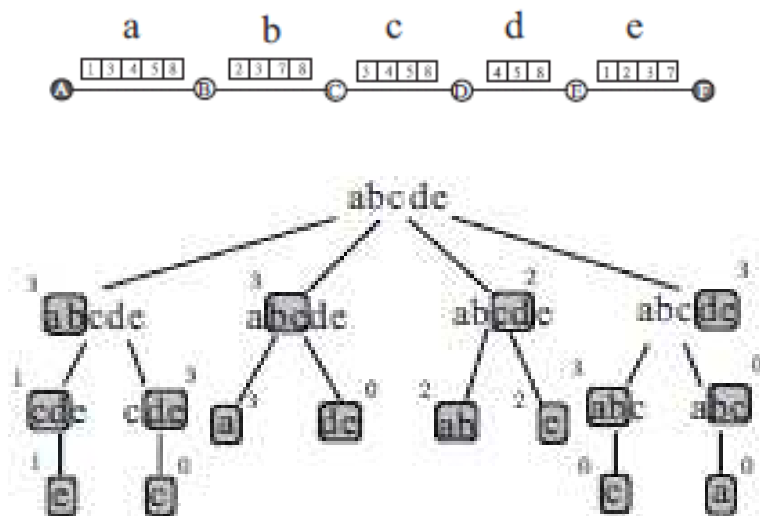 a b c d e
1 3 4 5 8 2 3 7 8 3 4 5 8 4 5 8 1 2 3 7
A B C D E F
abcde
3 3 2 3
abcde abcde abcde abcde
1 3 3 0 2 2 3 0
cde cde a de ab e abc abc
1 0 0 0
e c c a